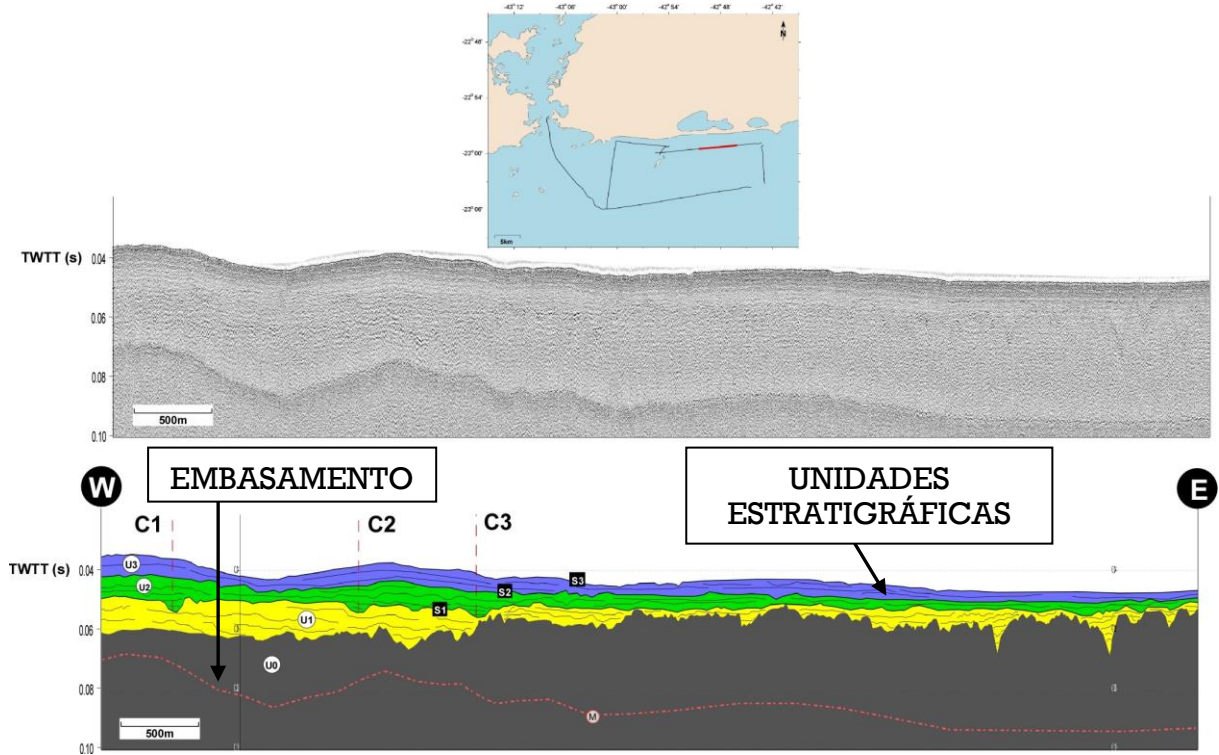 -43° 12' -43° 06' -43° 00' -42° 54' -42° 48' -42° 42'
-22° 48'
N
-22° 54'
-23° 00'
-23° 06'
5km
TWTT (s)
0.04
0.06
0.08
0.10
500m
W
EMBASAMENTO
UNIDADES
ESTRATIGRÁFICAS
E
C1
C2
C3
TWTT (s)
0.04
0.06
0.08
0.10
U3
U2
U1
U0
S1
S2
S3
M
500m